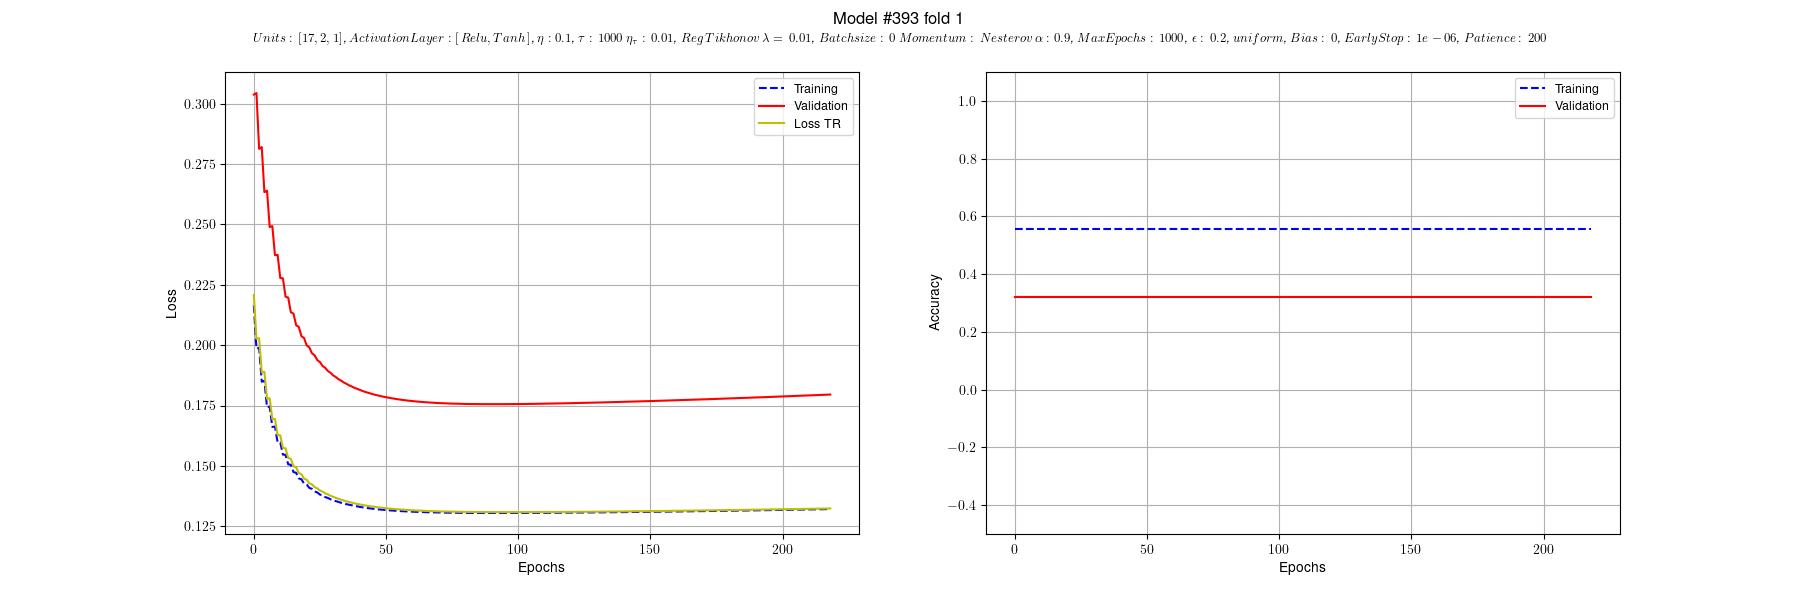 Model #393 fold 1
Units : [17, 2, 1], ActivationLayer : [ Relu, Tanh], η : 0.1, τ : 1000 ητ : 0.01, RegTikhonov λ = 0.01, Batchsize : 0 Momentum : Nesterov α : 0.9, MaxEpochs : 1000, ϵ : 0.2, uniform, Bias : 0, EarlyStop : 1e − 06, Patience : 200
Training
Validation
Loss TR
0.300
0.275
0.250
0.225
0.200
0.175
0.150
0.125
Loss
0 50 100 150 200
Epochs
Training
Validation
1.0
0.8
0.6
0.4
0.2
0.0
−0.2
−0.4
Accuracy
0 50 100 150 200
Epochs